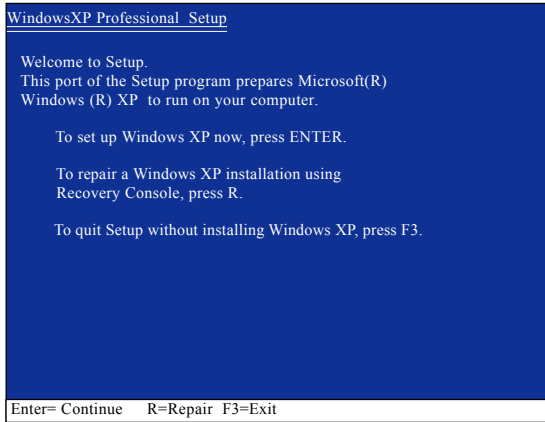 WindowsXP Professional Setup
Welcome to Setup.
This port of the Setup program prepares Microsoft(R)
Windows (R) XP to run on your computer.
To set up Windows XP now, press ENTER.
To repair a Windows XP installation using
Recovery Console, press R.
To quit Setup without installing Windows XP, press F3.
Enter= Continue R=Repair F3=Exit